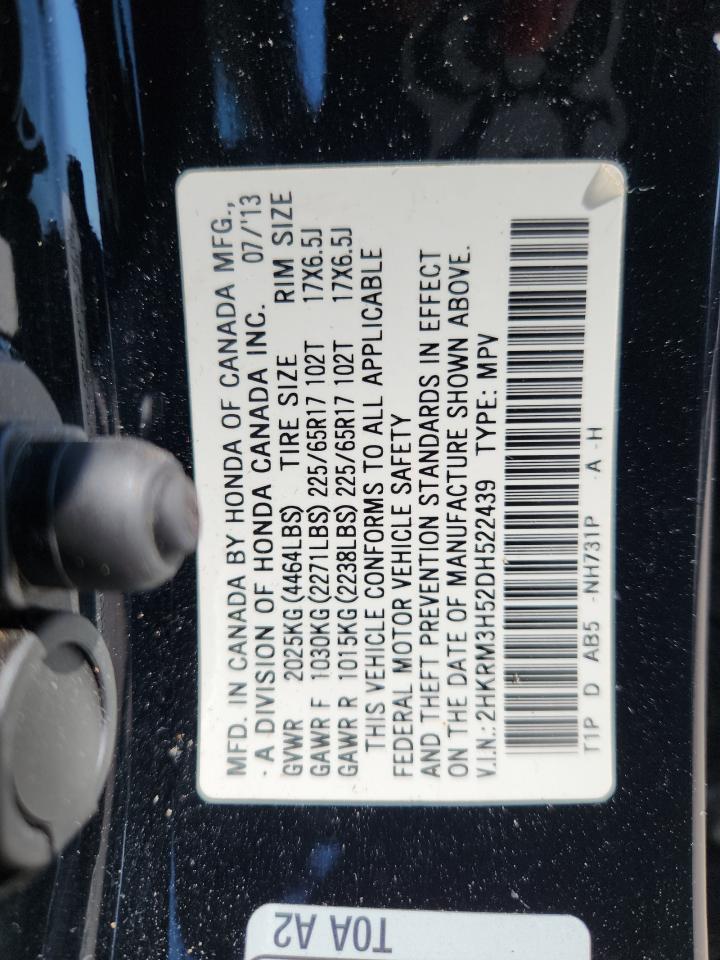 MFD. IN CANADA BY HONDA OF CANADA MFG.,
· A DIVISION OF HONDA CANADA INC. 07/'13
GVWR 2025KG (4464LBS) TIRE SIZE RIM SIZE
GAWR F 1030KG (2271LBS) 225/65R17 102T 17X6.5J
GAWR R 1015KG (2238LBS) 225/65R17 102T 17X6.5J
THIS VEHICLE CONFORMS TO ALL APPLICABLE
FEDERAL MOTOR VEHICLE SAFETY
AND THEFT PREVENTION STANDARDS IN EFFECT
ON THE DATE OF MANUFACTURE SHOWN ABOVE.
V.I.N.: 2HKRM3H52DH522439 TYPE: MPV
T1P D AB5 -NH731P -A -H
T0A A2